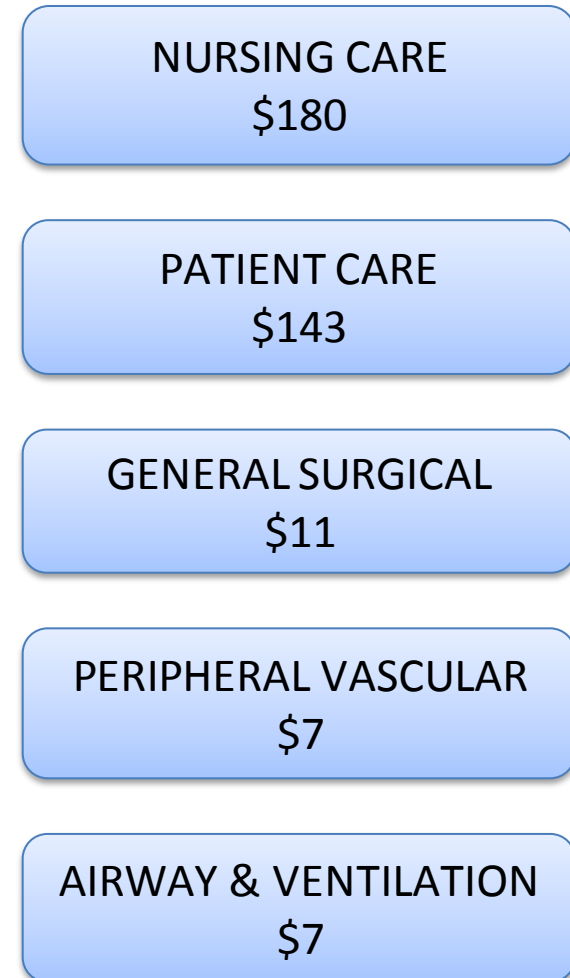 NURSING CARE
$180
PATIENT CARE
$143
GENERAL SURGICAL
$11
PERIPHERAL VASCULAR
$7
AIRWAY & VENTILATION
$7